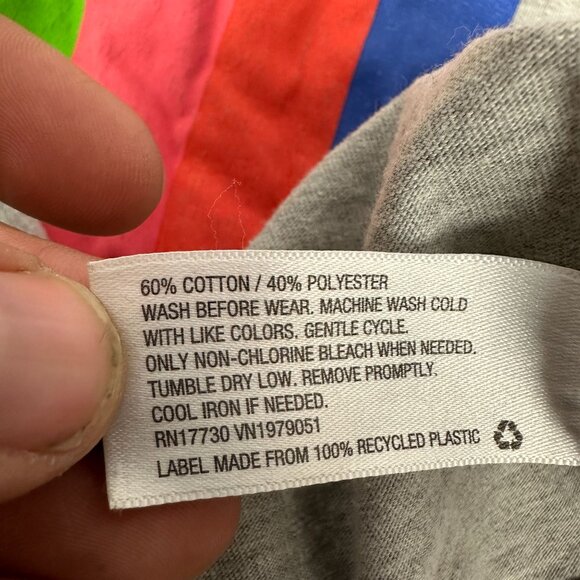 60% COTTON / 40% POLYESTER
WASH BEFORE WEAR. MACHINE WASH COLD
WITH LIKE COLORS. GENTLE CYCLE.
ONLY NON-CHLORINE BLEACH WHEN NEEDED.
TUMBLE DRY LOW. REMOVE PROMPTLY.
COOL IRON IF NEEDED.
RN17730 VN1979051
LABEL MADE FROM 100% RECYCLED PLASTIC